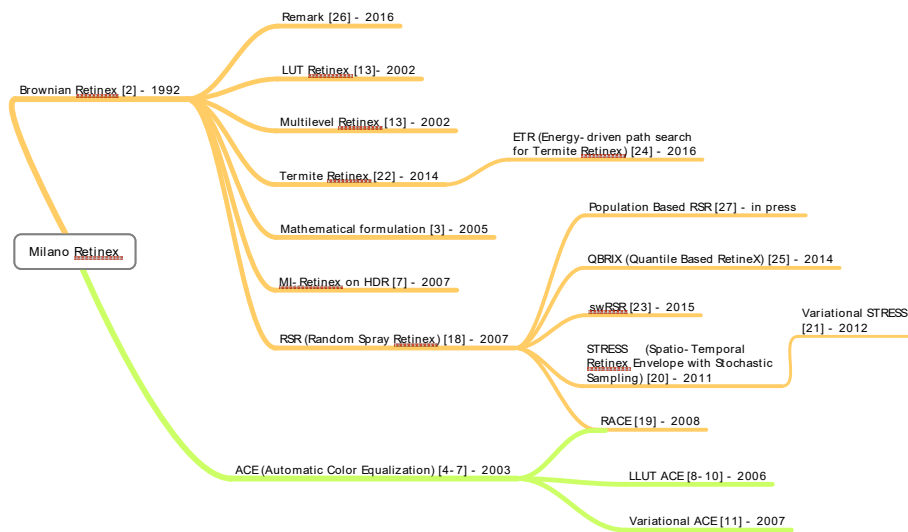 Remark [26] - 2016
LUT Retinex [13]- 2002
Brownian Retinex [2] - 1992
Multilevel Retinex [13] - 2002
ETR (Energy- driven path search
for Termite Retinex) [24] - 2016
Termite Retinex [22] - 2014
Population Based RSR [27] - in press
Mathematical formulation [3] - 2005
Milano Retinex
QBRIX (Quantile Based RetineX) [25] - 2014
MI- Retinex on HDR [7] - 2007
swRSR [23] - 2015
Variational STRESS
[21] - 2012
RSR (Random Spray Retinex) [18] - 2007
STRESS (Spatio- Temporal
Retinex Envelope with Stochastic
Sampling) [20] - 2011
RACE [19] - 2008
ACE (Automatic Color Equalization) [4- 7] - 2003
LLUT ACE [8- 10] - 2006
Variational ACE [11] - 2007